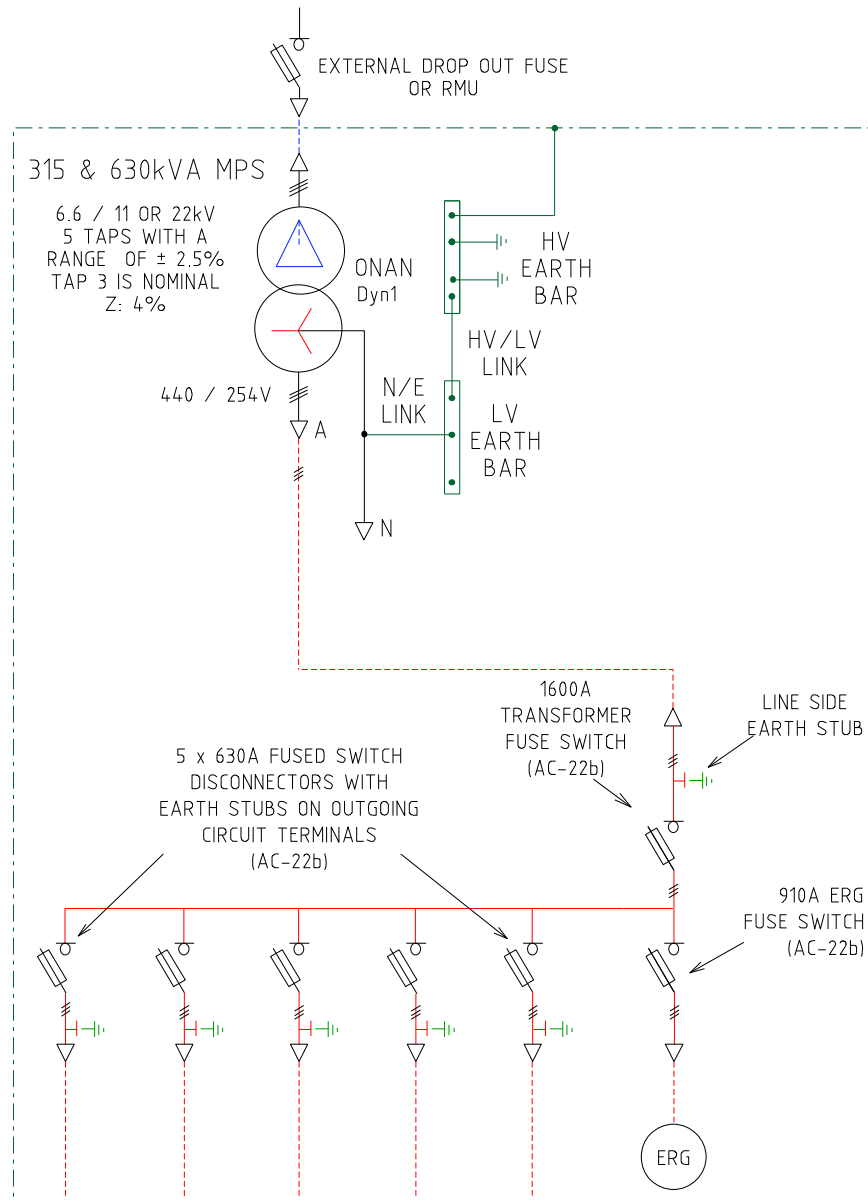 EXTERNAL DROP OUT FUSE
OR RMU
315 & 630kVA MPS
6.6 / 11 OR 22kV
5 TAPS WITH A
RANGE OF ± 2.5%
TAP 3 IS NOMINAL
Z: 4%
ONAN
Dyn1
HV
EARTH
BAR
HV/LV
LINK
440 / 254V
N/E
LINK
LV
EARTH
BAR
A
N
1600A
TRANSFORMER
FUSE SWITCH
(AC-22b)
LINE SIDE
EARTH STUB
5 x 630A FUSED SWITCH
DISCONNECTORS WITH
EARTH STUBS ON OUTGOING
CIRCUIT TERMINALS
(AC-22b)
910A ERG
FUSE SWITCH
(AC-22b)
ERG